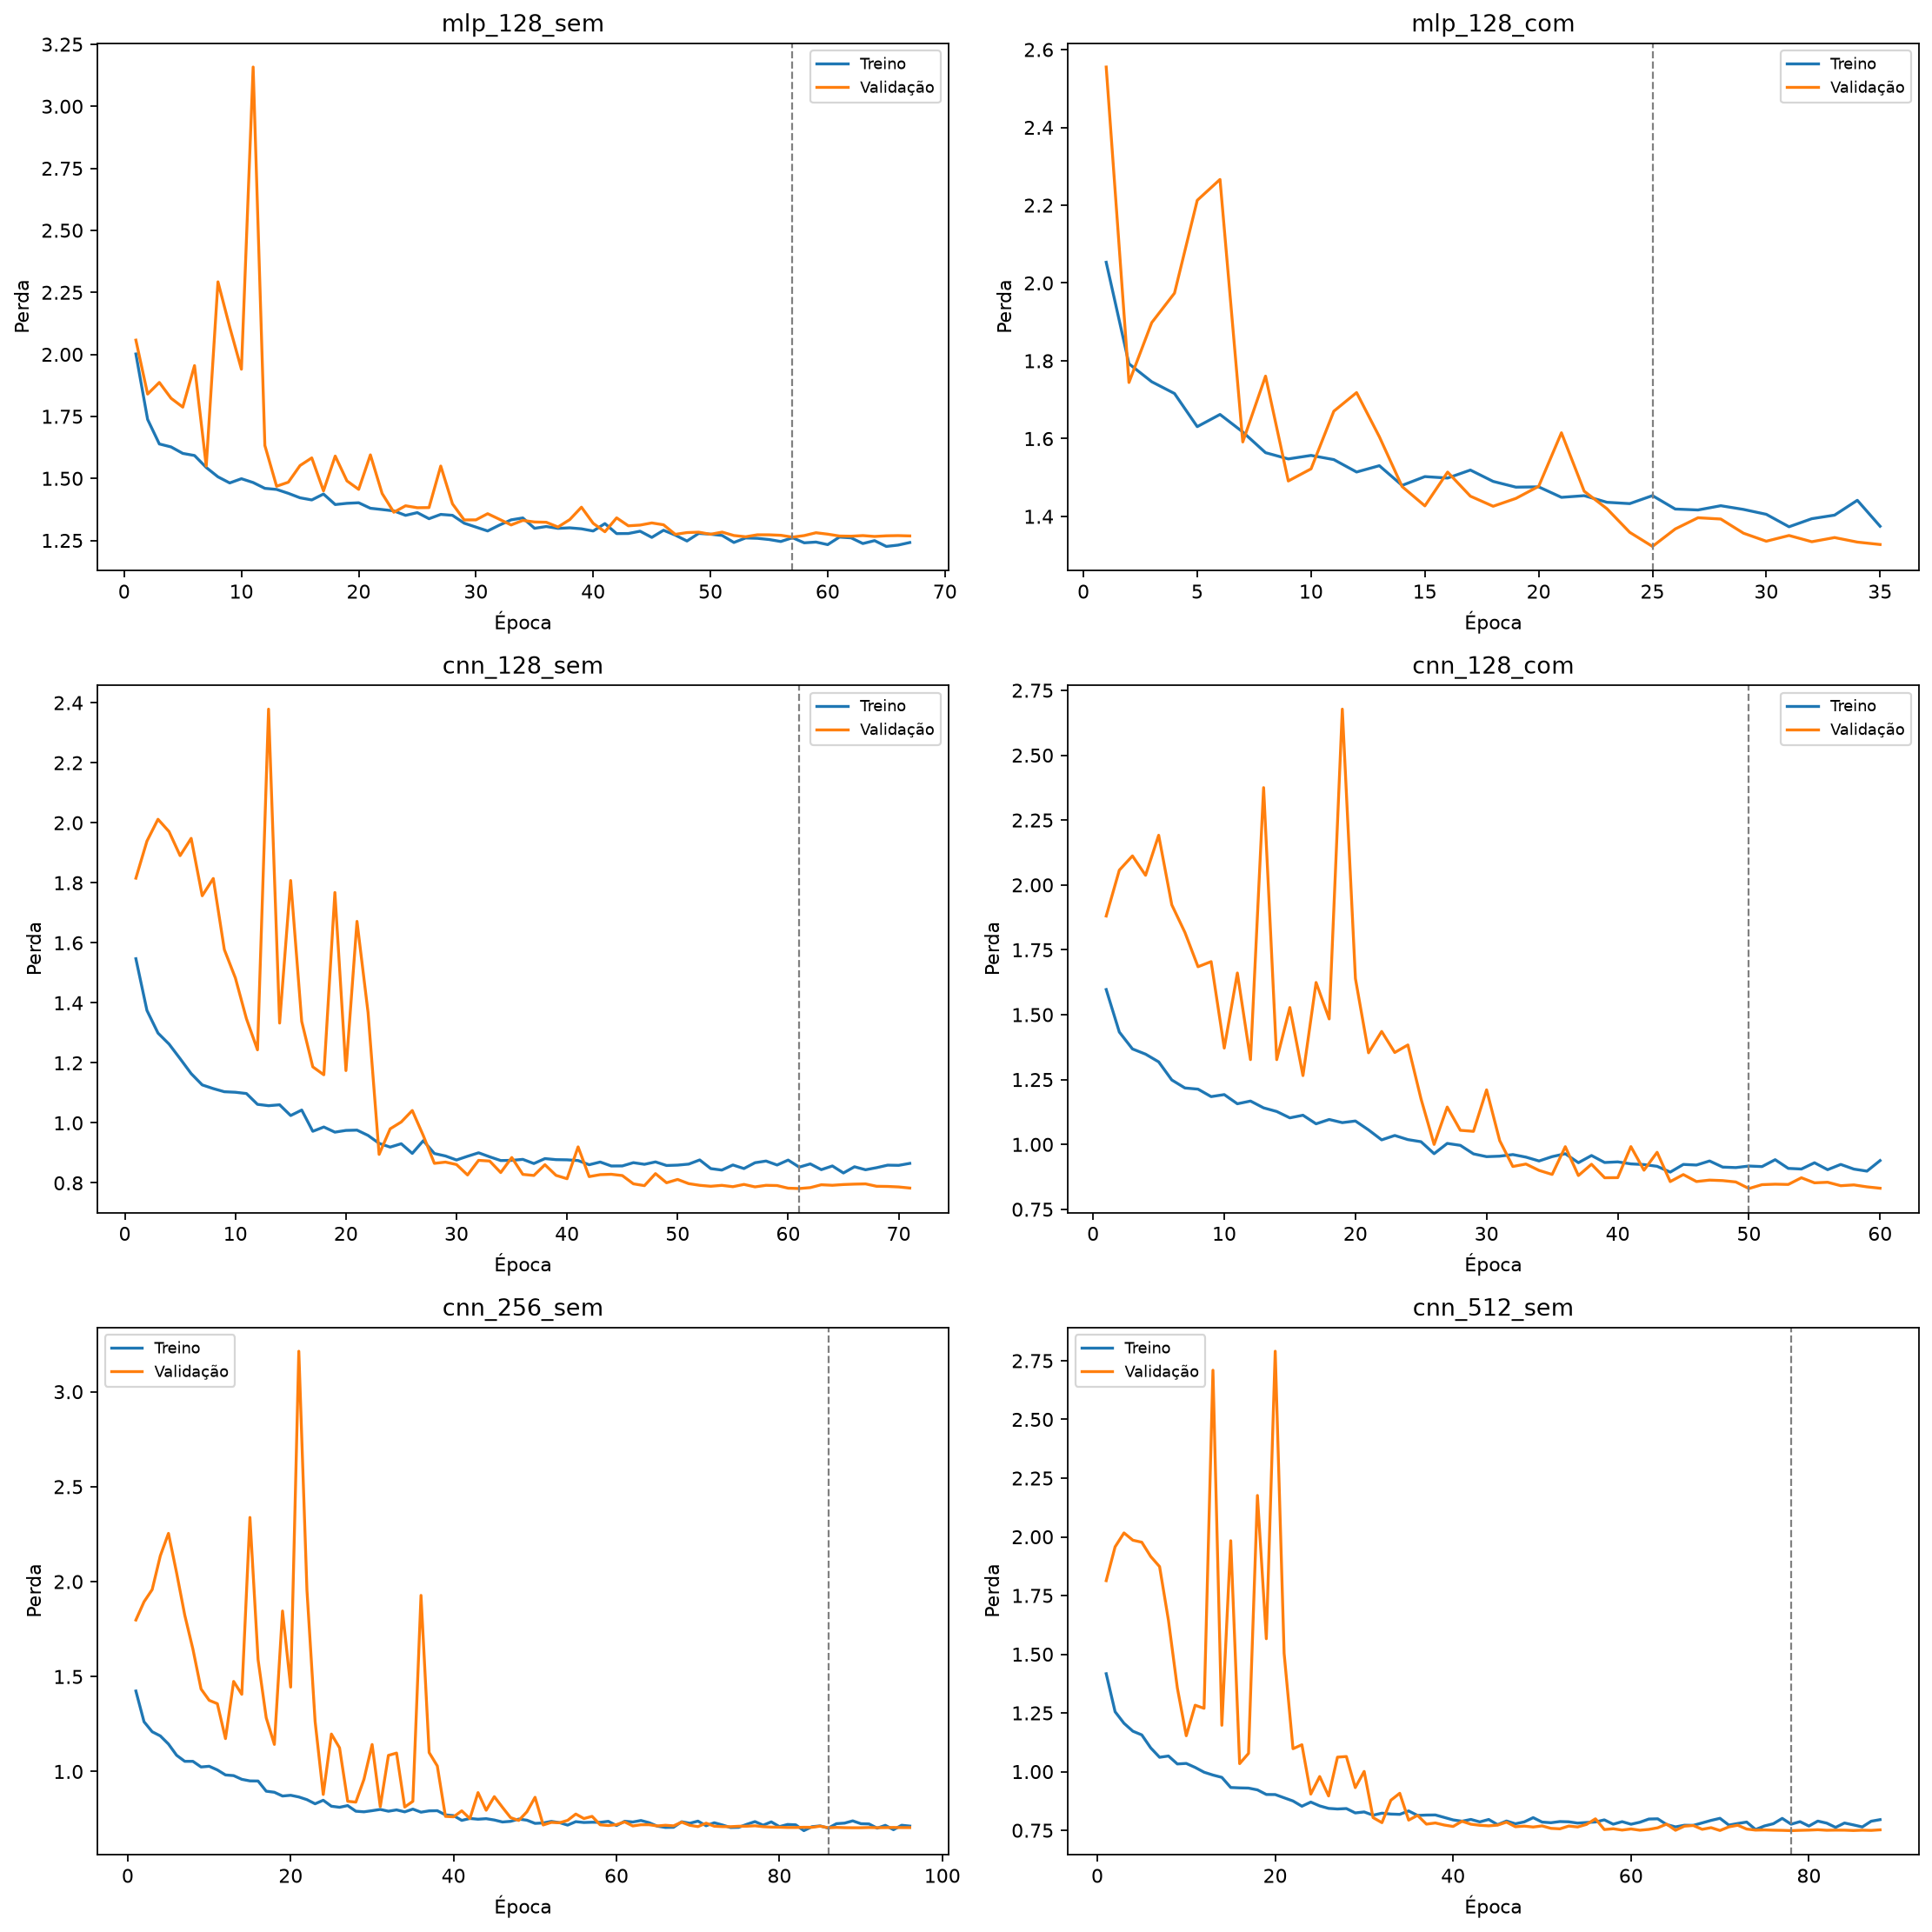 mlp_128_sem
3.25
3.00
2.75
2.50
2.25
2.00
1.75
1.50
1.25
Perda
Treino
Validação
0 10 20 30 40 50 60 70
Época
mlp_128_com
2.6
2.4
2.2
2.0
1.8
1.6
1.4
Perda
Treino
Validação
0 5 10 15 20 25 30 35
Época
cnn_128_sem
2.4
2.2
2.0
1.8
1.6
1.4
1.2
1.0
0.8
Perda
Treino
Validação
0 10 20 30 40 50 60 70
Época
cnn_128_com
2.75
2.50
2.25
2.00
1.75
1.50
1.25
1.00
0.75
Perda
Treino
Validação
0 10 20 30 40 50 60
Época
cnn_256_sem
3.0
2.5
2.0
1.5
1.0
Perda
Treino
Validação
0 20 40 60 80 100
Época
cnn_512_sem
2.75
2.50
2.25
2.00
1.75
1.50
1.25
1.00
0.75
Perda
Treino
Validação
0 20 40 60 80
Época